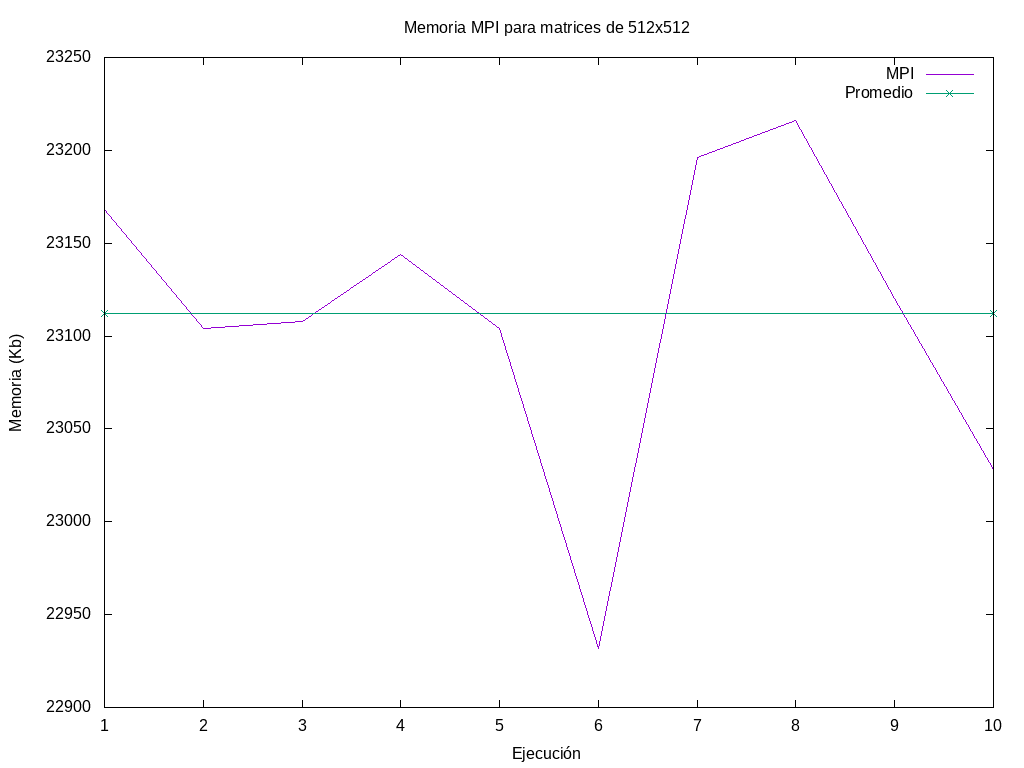 Memoria MPI para matrices de 512x512
MPI
Promedio
23250
23200
23150
23100
23050
23000
22950
22900
Memoria (Kb)
1 2 3 4 5 6 7 8 9 10
Ejecución